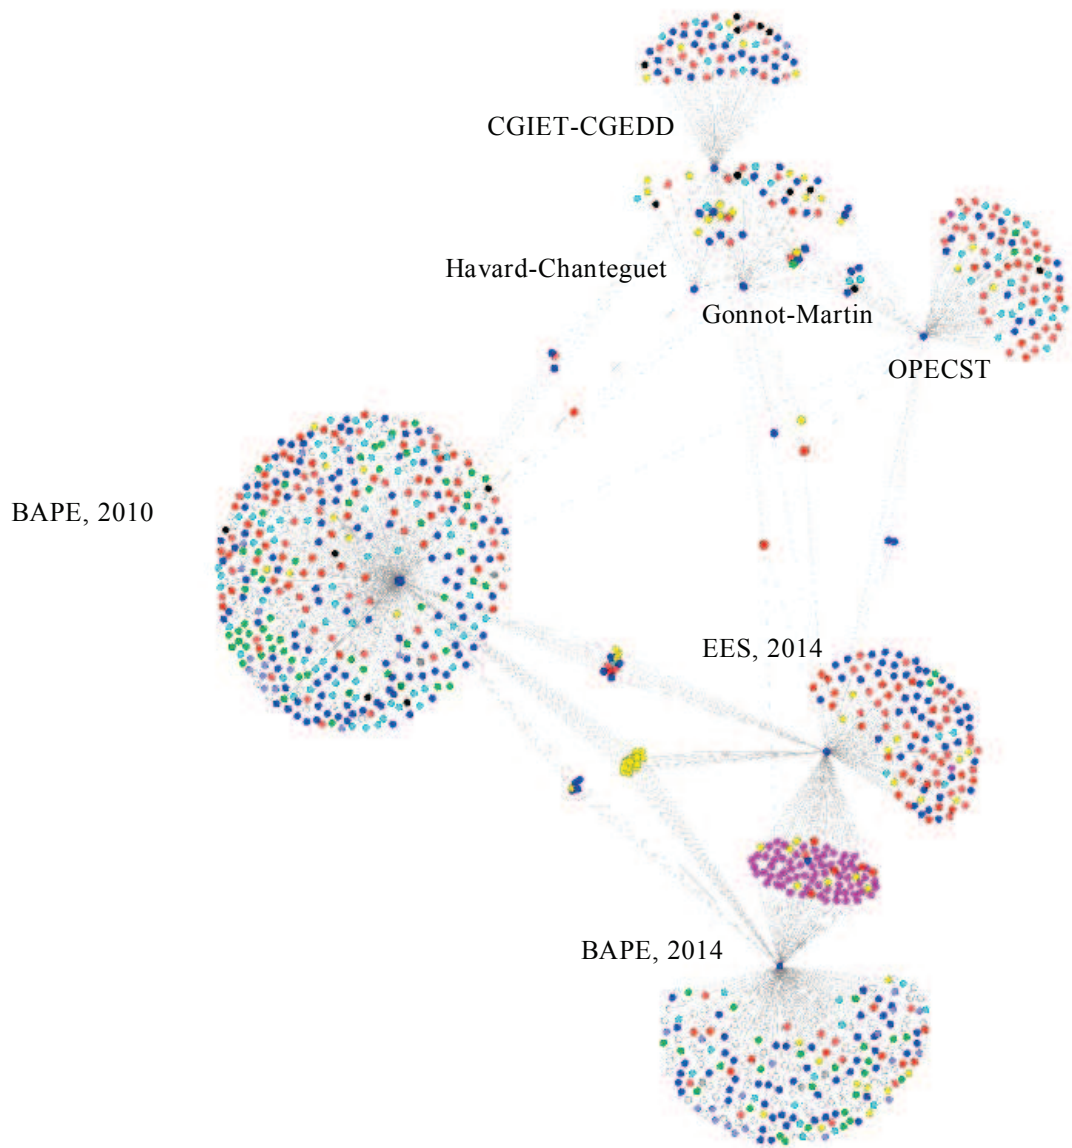 CGIET-CGEDD
Havard-Chanteguet
Gonnot-Martin
OPECST
BAPE, 2010
EES, 2014
BAPE, 2014